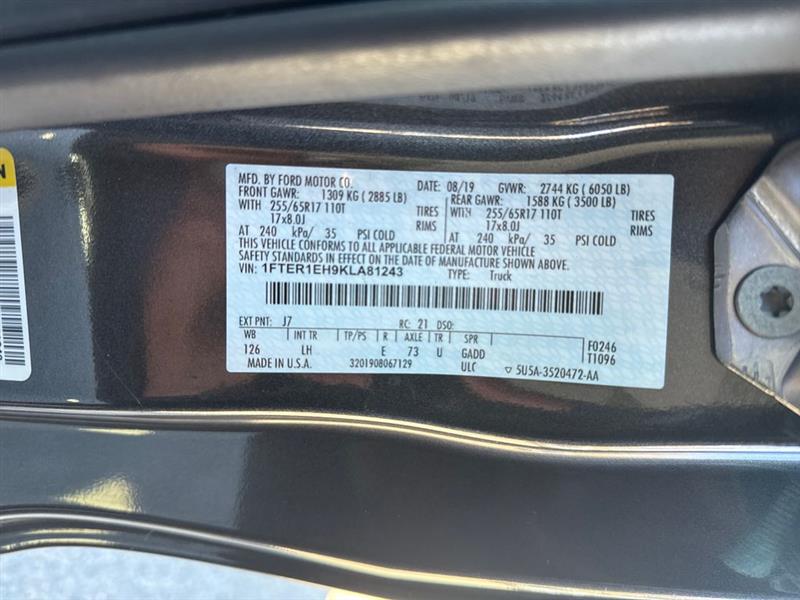 MFD. BY FORD MOTOR CO.
DATE: 08/19 GVWR: 2744 KG ( 6050 LB)
FRONT GAWR: 1309 KG ( 2885 LB) REAR GAWR: 1588 KG ( 3500 LB)
WITH 255/65R17 110T TIRES WITH 255/65R17 110T TIRES
17x8.0J RIMS 17x8.0J RIMS
AT 240 kPa/ 35 PSI COLD AT 240 kPa/ 35 PSI COLD
THIS VEHICLE CONFORMS TO ALL APPLICABLE FEDERAL MOTOR VEHICLE
SAFETY STANDARDS IN EFFECT ON THE DATE OF MANUFACTURE SHOWN ABOVE.
VIN: 1FTER1EH9KLA81243 TYPE: Truck
EXT PNT: J7 RC: 21 DSO:
WB INT TR TP/PS R AXLE TR SPR F0246
126 LH E 73 U GADD T1096
MADE IN U.S.A. 3201908067129 ULC ▽ 5U5A-3520472-AA